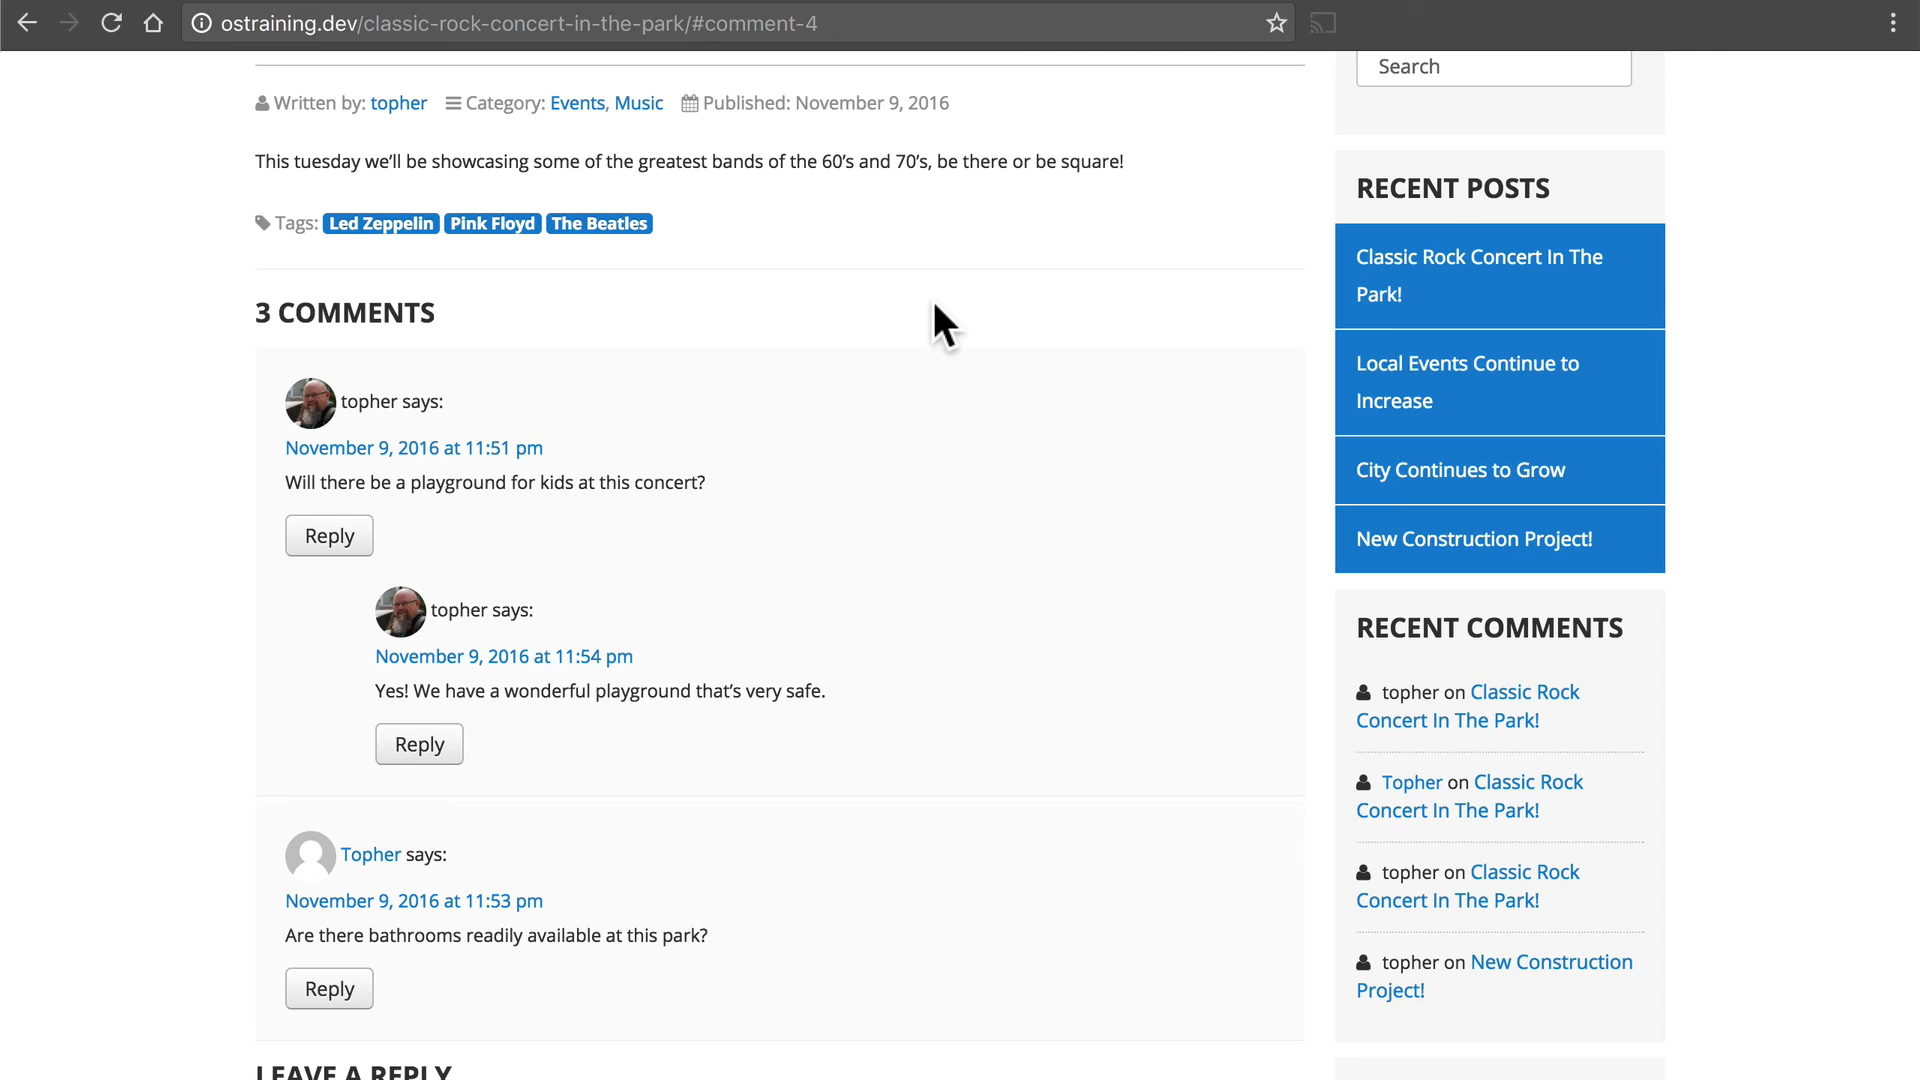 ostraining.dev/classic-rock-concert-in-the-park/#comment-4
Written by: topher Category: Events, Music Published: November 9, 2016
This tuesday we’ll be showcasing some of the greatest bands of the 60’s and 70’s, be there or be square!
Tags: Led Zeppelin Pink Floyd The Beatles
3 COMMENTS
topher says:
November 9, 2016 at 11:51 pm
Will there be a playground for kids at this concert?
Reply
topher says:
November 9, 2016 at 11:54 pm
Yes! We have a wonderful playground that’s very safe.
Reply
Topher says:
November 9, 2016 at 11:53 pm
Are there bathrooms readily available at this park?
Reply
LEAVE A REPLY
Search
RECENT POSTS
Classic Rock Concert In The
Park!
Local Events Continue to
Increase
City Continues to Grow
New Construction Project!
RECENT COMMENTS
topher on Classic Rock
Concert In The Park!
Topher on Classic Rock
Concert In The Park!
topher on Classic Rock
Concert In The Park!
topher on New Construction
Project!